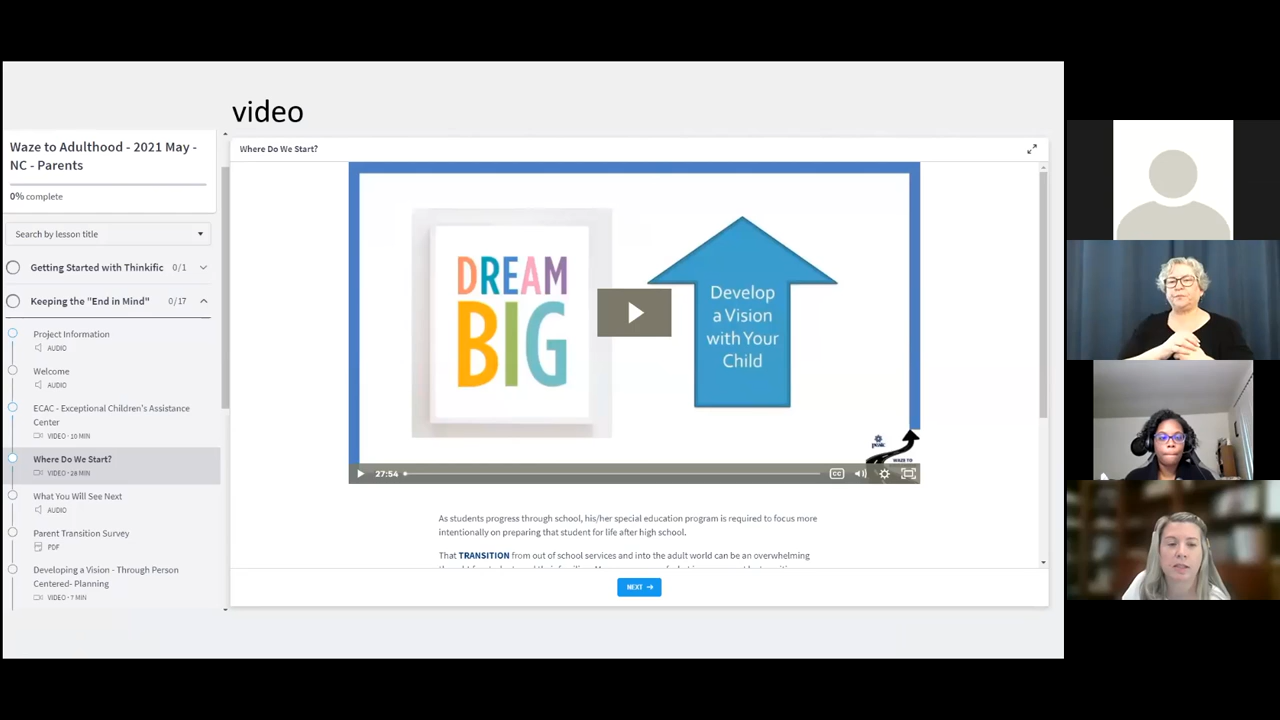 video
Waze to Adulthood - 2021 May -
NC - Parents
0% complete
Search by lesson title
Getting Started with Thinkific 0/1
Keeping the "End in Mind" 0/17
Project Information
AUDIO
Welcome
AUDIO
ECAC - Exceptional Children's Assistance
Center
VIDEO · 10 MIN
Where Do We Start?
VIDEO · 28 MIN
What You Will See Next
AUDIO
Parent Transition Survey
PDF
Developing a Vision - Through Person
Centered- Planning
VIDEO · 7 MIN
Where Do We Start?
DREAM
BIG
Develop
a Vision
with Your
Child
WAZE TO
27:54
CC
As students progress through school, his/her special education program is required to focus more
intentionally on preparing that student for life after high school.
That TRANSITION from out of school services and into the adult world can be an overwhelming
NEXT